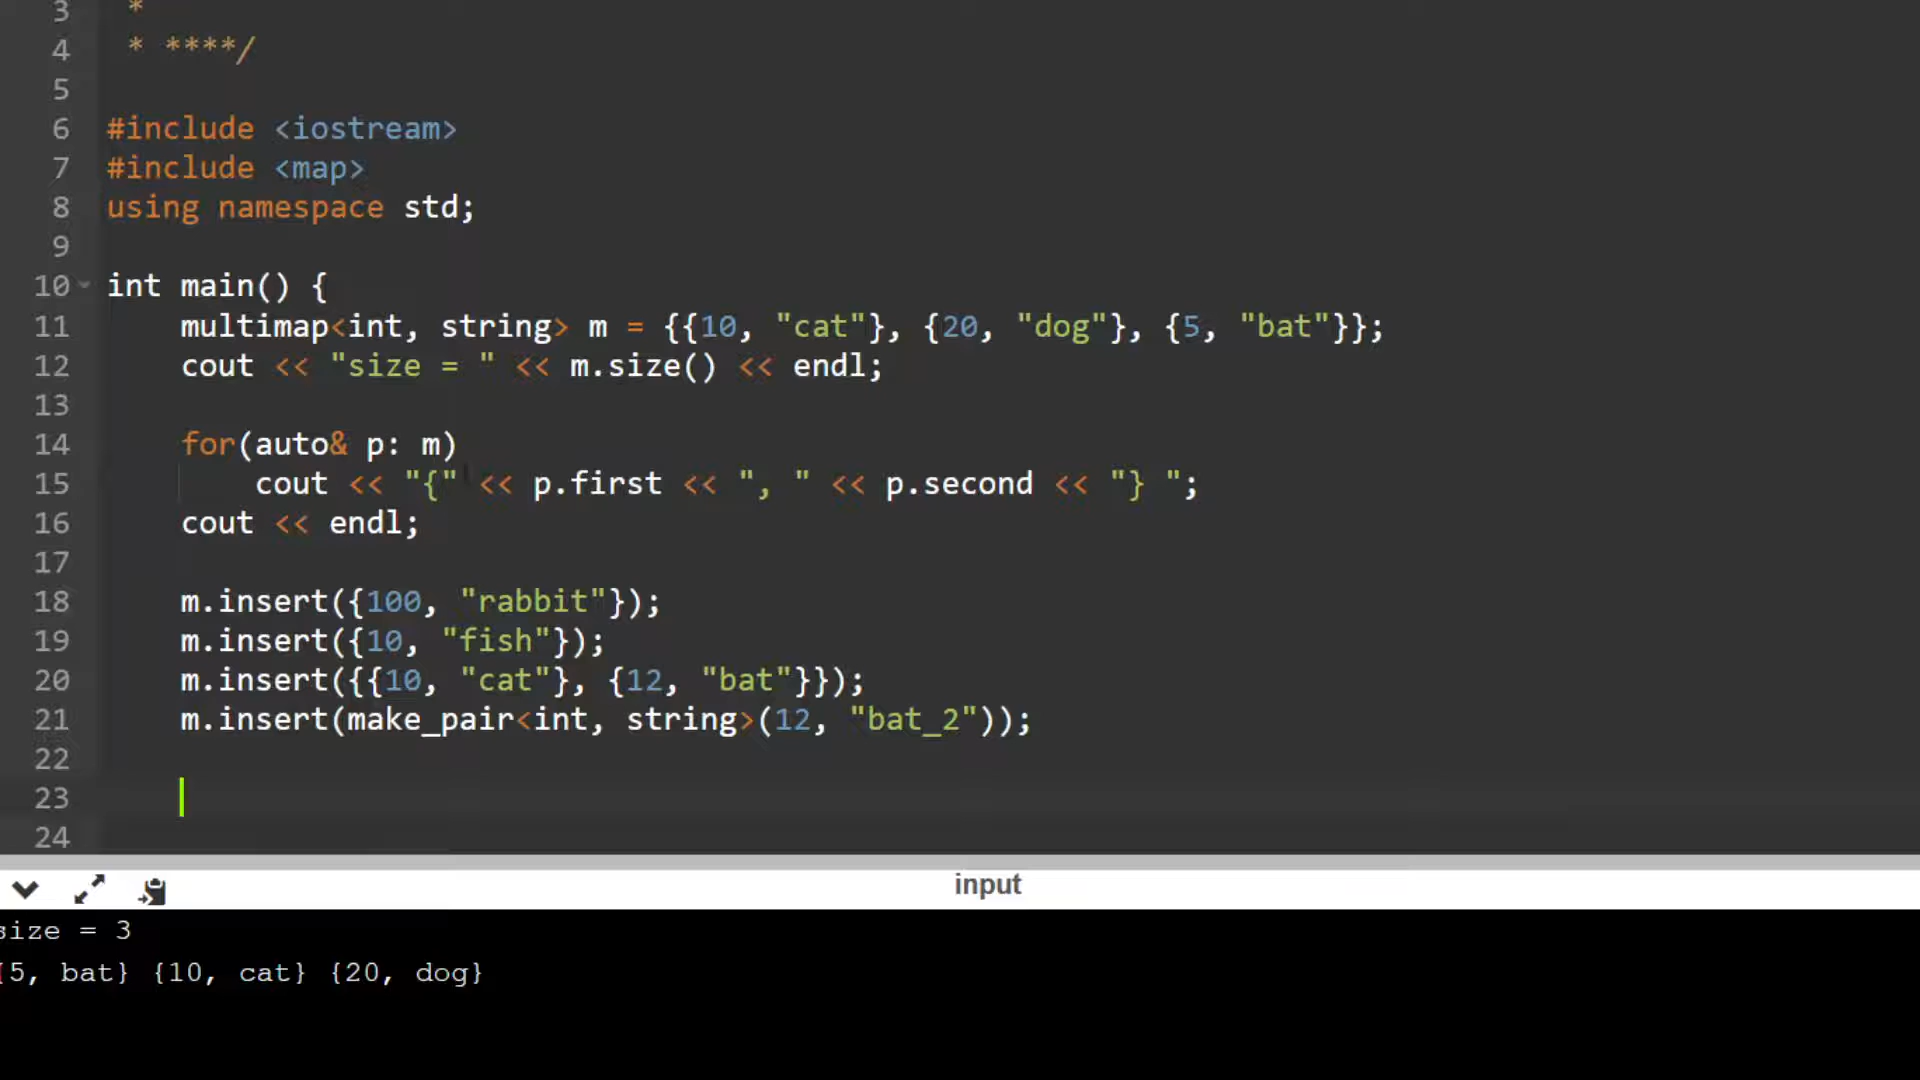 3 *
4 * ****/
5
6 #include <iostream>
7 #include <map>
8 using namespace std;
9
10 int main() {
11 multimap<int, string> m = {{10, "cat"}, {20, "dog"}, {5, "bat"}};
12 cout << "size = " << m.size() << endl;
13
14 for(auto& p: m)
15 cout << "{" << p.first << ", " << p.second << "} ";
16 cout << endl;
17
18 m.insert({100, "rabbit"});
19 m.insert({10, "fish"});
20 m.insert({{10, "cat"}, {12, "bat"}});
21 m.insert(make_pair<int, string>(12, "bat_2"));
22
23
24
input
size = 3
{5, bat} {10, cat} {20, dog}